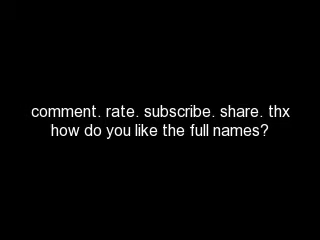 comment. rate. subscribe. share. thx
how do you like the full names?